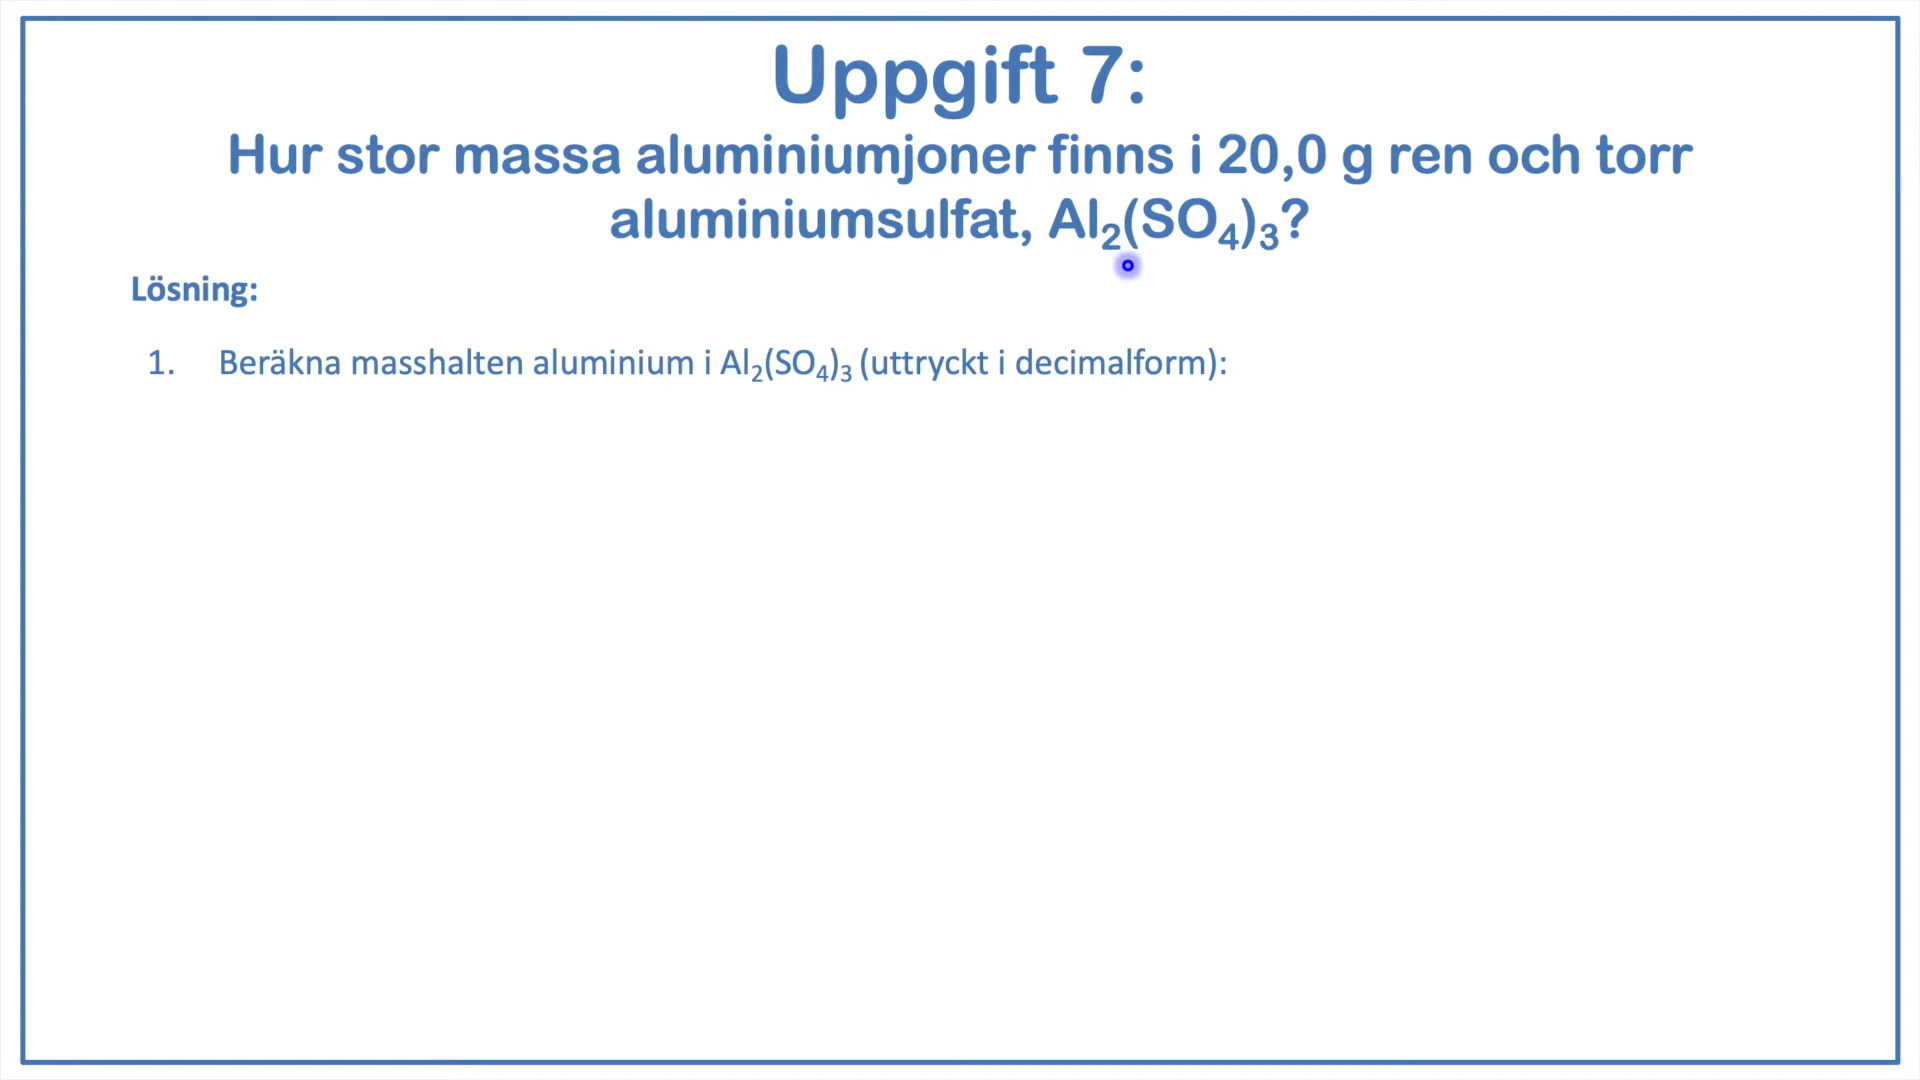 Uppgift 7:
Hur stor massa aluminiumjoner finns i 20,0 g ren och torr
aluminiumsulfat, Al₂(SO₄)₃?
Lösning:
1. Beräkna masshalten aluminium i Al₂(SO₄)₃ (uttryckt i decimalform):